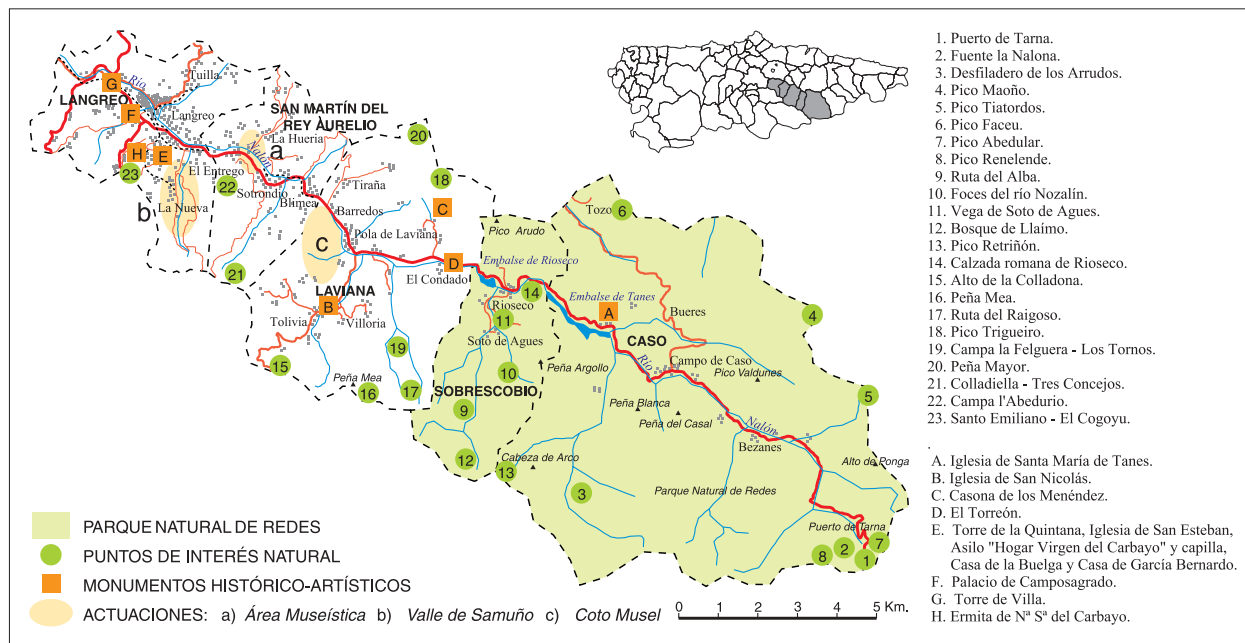 G
Río
Tuilla
LANGREO
F
Langreo
SAN MARTÍN DEL
REY AURELIO
H
E
La Hueria
a
20
23
El Entrego
Nalón
22
Sotrondio
Tiraña
18
b
La Nueva
Blimea
Barredos
C
c
Pola de Laviana
Pico Arudo
Tozo
6
21
D
El Condado
Embalse de Rioseco
LAVIANA
B
14
Embalse de Tanes
Rioseco
A
Bueres
4
Tolivia
Villoria
11
Soto de Agues
CASO
19
Río
Campo de Caso
15
Peña Mea
16
17
10
Peña Argollo
Pico Valdunes
SOBRESCOBIO
5
9
Peña Blanca
Peña del Casal
Nalón
Bezanes
12
13
Cabeza de Arco
Alto de Ponga
3
Parque Natural de Redes
Puerto de Tarna
8
2
7
1
PARQUE NATURAL DE REDES
PUNTOS DE INTERÉS NATURAL
MONUMENTOS HISTÓRICO-ARTÍSTICOS
ACTUACIONES: a) Área Museística b) Valle de Samuño c) Coto Musel
0 1 2 3 4 5 Km.
1. Puerto de Tarna.
2. Fuente la Nalona.
3. Desfiladero de los Arrudos.
4. Pico Maoño.
5. Pico Tiatordos.
6. Pico Faceu.
7. Pico Abedular.
8. Pico Renelende.
9. Ruta del Alba.
10. Foces del río Nozalín.
11. Vega de Soto de Agues.
12. Bosque de Llaímo.
13. Pico Retriñón.
14. Calzada romana de Rioseco.
15. Alto de la Colladona.
16. Peña Mea.
17. Ruta del Raigoso.
18. Pico Trigueiro.
19. Campa la Felguera - Los Tornos.
20. Peña Mayor.
21. Colladiella - Tres Concejos.
22. Campa l'Abedurio.
23. Santo Emiliano - El Cogoyu.
.
A. Iglesia de Santa María de Tanes.
B. Iglesia de San Nicolás.
C. Casona de los Menéndez.
D. El Torreón.
E. Torre de la Quintana, Iglesia de San Esteban,
Asilo "Hogar Virgen del Carbayo" y capilla,
Casa de la Buelga y Casa de García Bernardo.
F. Palacio de Camposagrado.
G. Torre de Villa.
H. Ermita de Nª Sª del Carbayo.